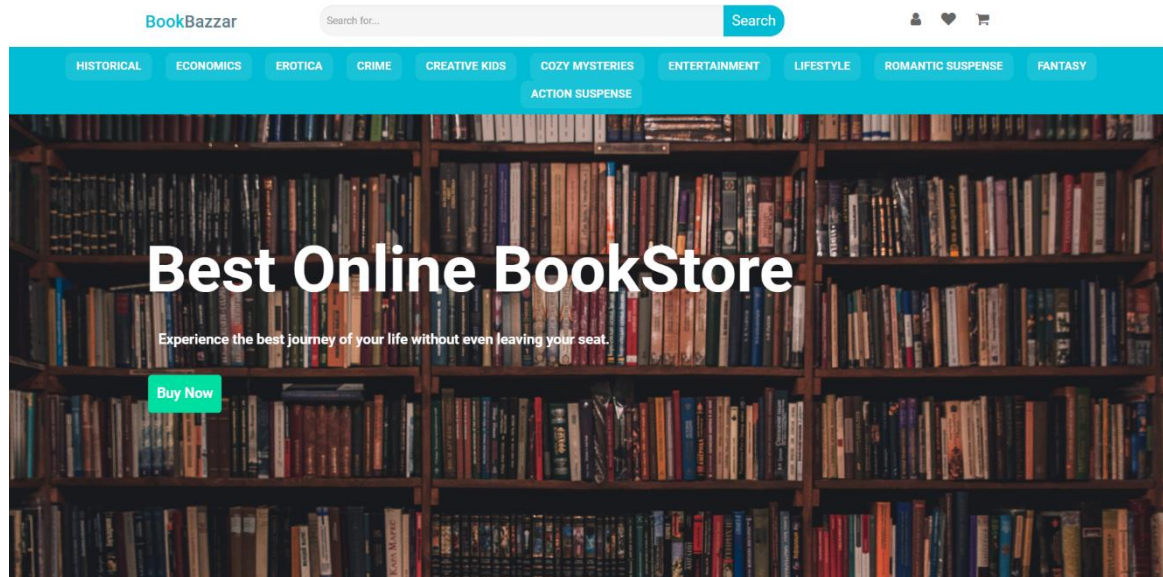 BookBazzar
Search for...
Search
HISTORICAL ECONOMICS EROTICA CRIME CREATIVE KIDS COZY MYSTERIES ENTERTAINMENT LIFESTYLE ROMANTIC SUSPENSE FANTASY
ACTION SUSPENSE
Best Online BookStore
Experience the best journey of your life without even leaving your seat.
Buy Now